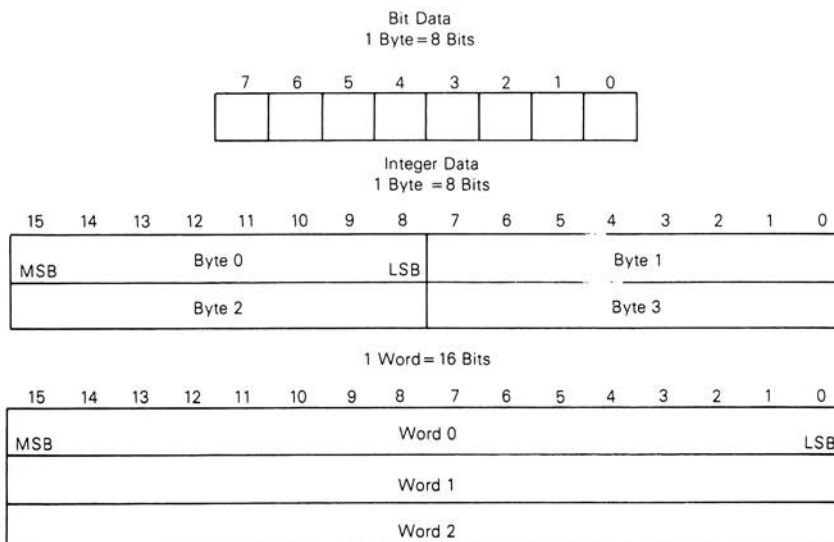 Bit Data
1 Byte = 8 Bits
7 6 5 4 3 2 1 0
Integer Data
1 Byte = 8 Bits
15 14 13 12 11 10 9 8 7 6 5 4 3 2 1 0
MSB Byte 0 LSB Byte 1
Byte 2 Byte 3
1 Word = 16 Bits
15 14 13 12 11 10 9 8 7 6 5 4 3 2 1 0
MSB Word 0 LSB
Word 1
Word 2